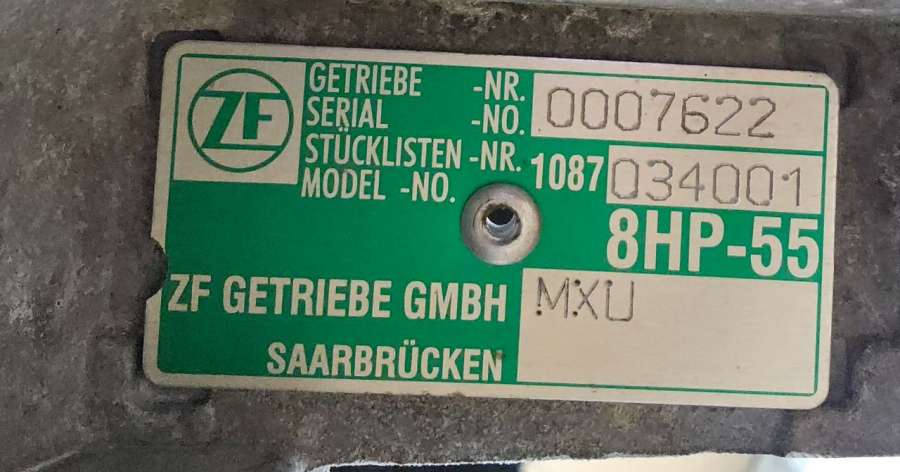 ZF
GETRIEBE -NR. 0007622
SERIAL -NO.
STÜCKLISTEN -NR. 1087 034001
MODEL -NO.
8HP-55
ZF GETRIEBE GMBH MXU
SAARBRÜCKEN